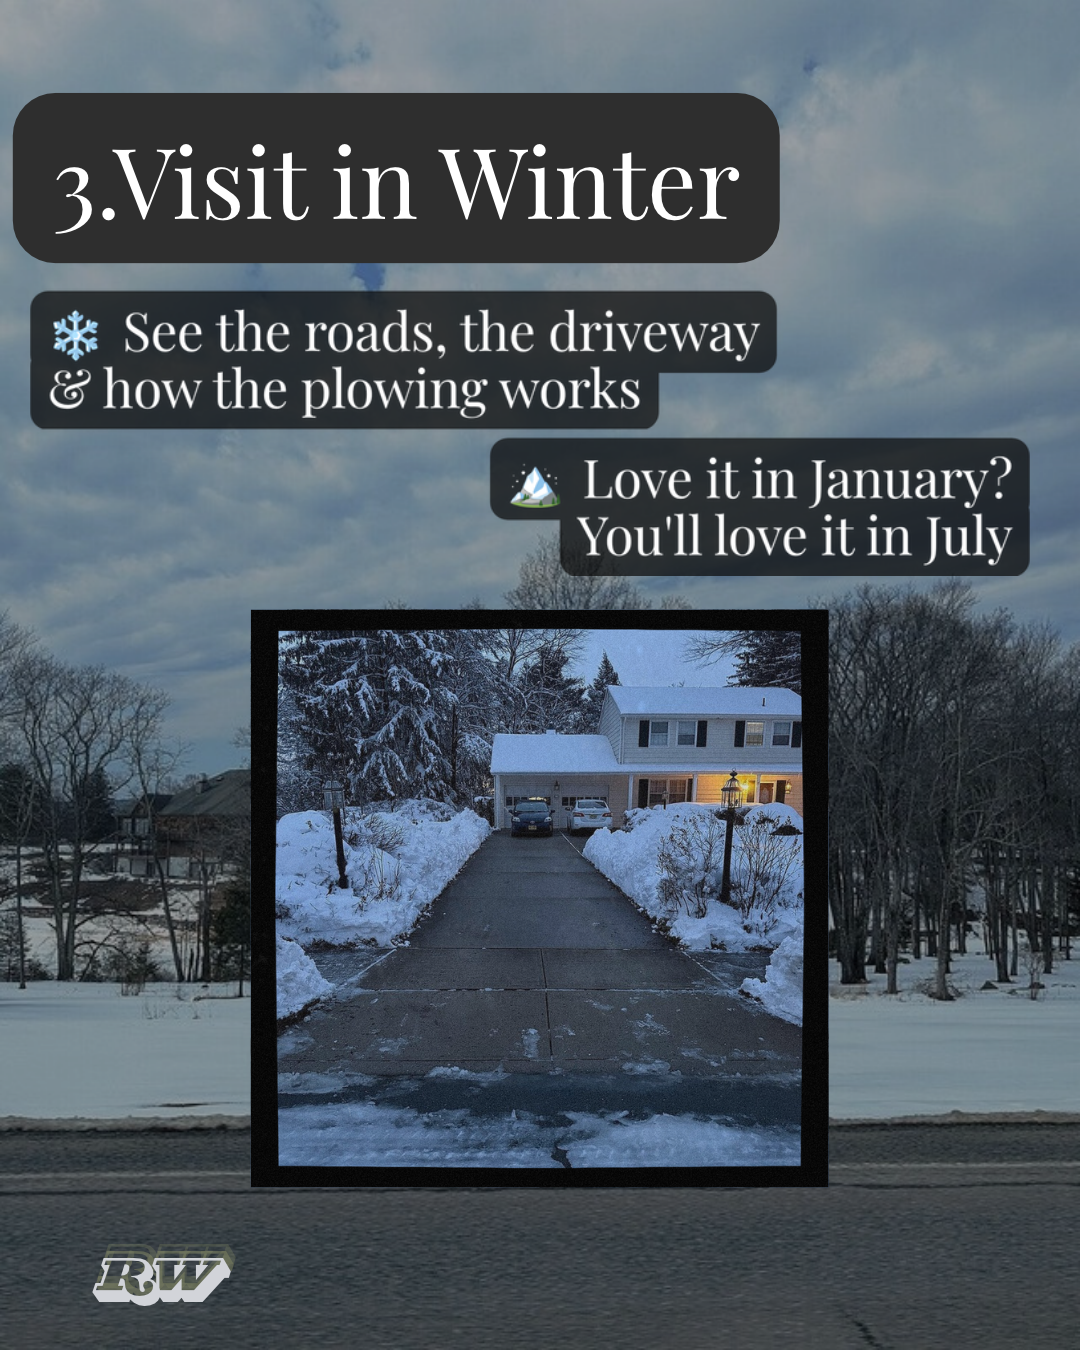 3.Visit in Winter
❄️ See the roads, the driveway
& how the plowing works
🏔️ Love it in January?
You'll love it in July
RW